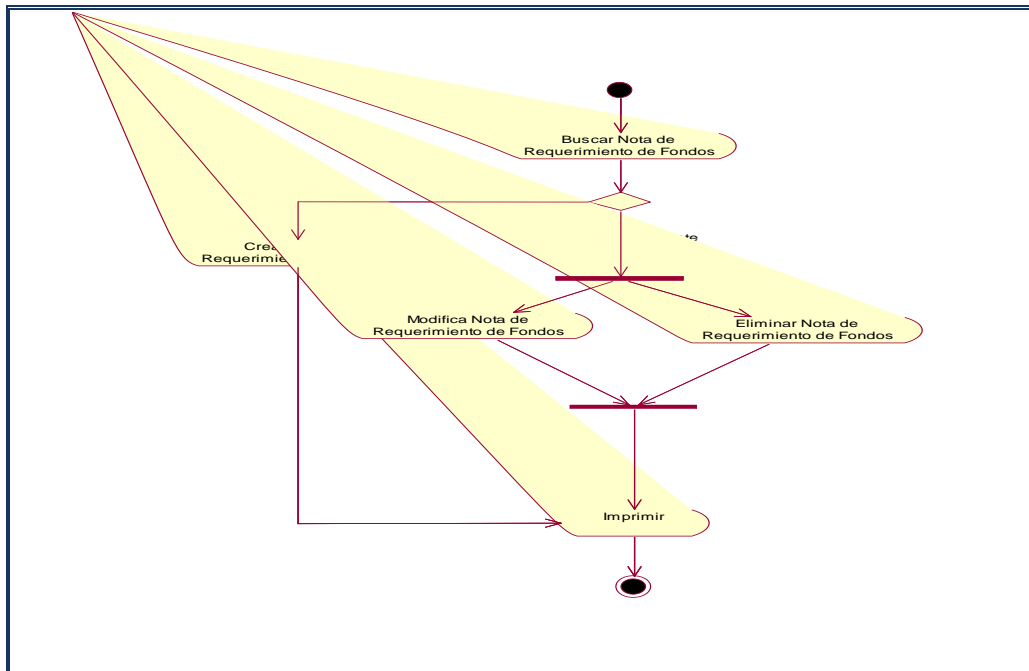 Buscar Nota de
Requerimiento de Fondos
Modifica Nota de
Requerimiento de Fondos
Eliminar Nota de
Requerimiento de Fondos
Imprimir